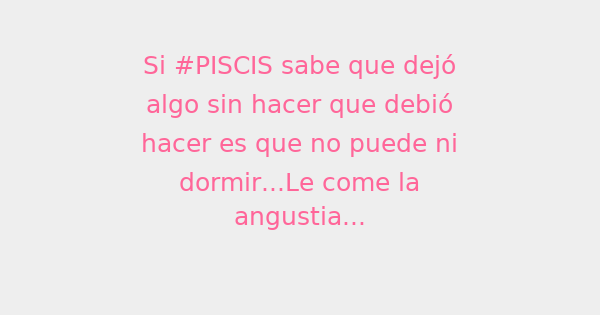 Si #PISCIS sabe que dejó
algo sin hacer que debió
hacer es que no puede ni
dormir...Le come la
angustia...